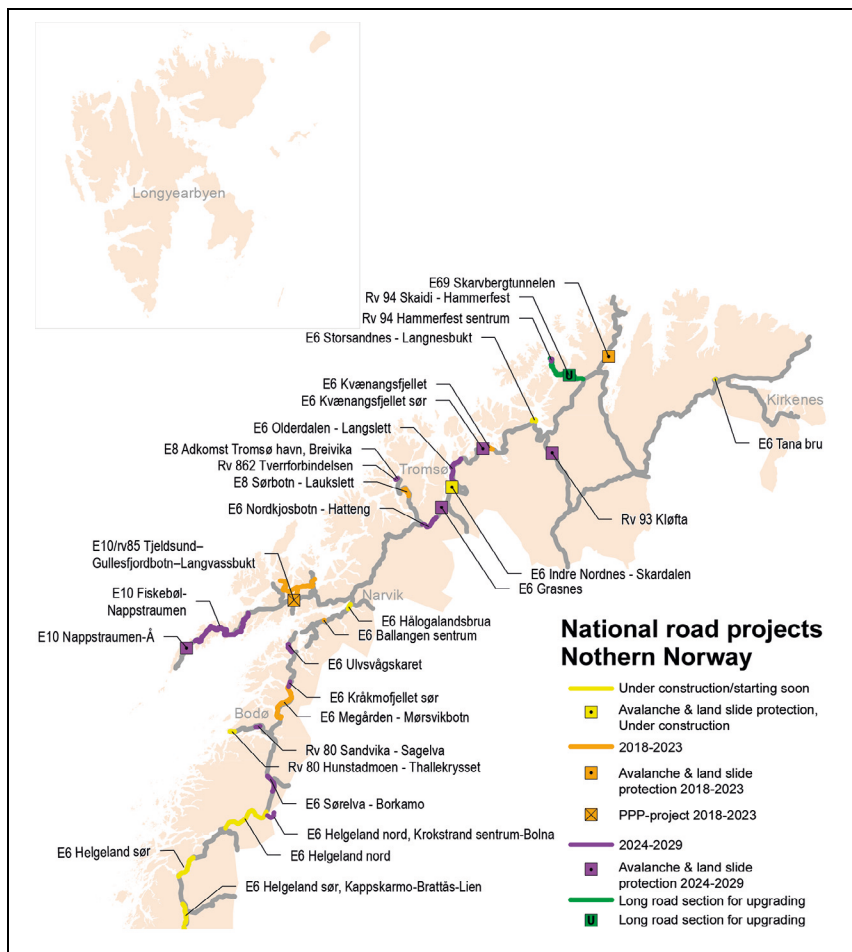 Longyearbyen
E69 Skarvbergtunnelen
Rv 94 Skaidi - Hammerfest
Rv 94 Hammerfest sentrum
E6 Storsandnes - Langnesbukt
E6 Kvænangsfjellet
E6 Kvænangsfjellet sør
E6 Olderdalen - Langslett
E8 Adkomst Tromsø havn, Breivika
Rv 862 Tverrforbindelsen
E8 Sørbotn - Laukslett
E6 Nordkjosbotn - Hatteng
Tromsø
Kirkenes
E6 Tana bru
Rv 93 Kløfta
E10/rv85 Tjeldsund–
Gullesfjordbotn–Langvassbukt
E6 Indre Nordnes - Skardalen
E6 Grasnes
E10 Fiskebøl-
Nappstraumen
Narvik
E6 Hålogalandsbrua
E6 Ballangen sentrum
E10 Nappstraumen-Å
E6 Ulvsvågskaret
E6 Kråkmofjellet sør
Bodø
E6 Megården - Mørsvikbotn
Rv 80 Sandvika - Sagelva
Rv 80 Hunstadmoen - Thallekrysset
E6 Sørelva - Borkamo
E6 Helgeland nord, Krokstrand sentrum-Bolna
E6 Helgeland nord
E6 Helgeland sør
E6 Helgeland sør, Kappskarmo-Brattås-Lien
National road projects
Nothern Norway
Under construction/starting soon
Avalanche & land slide protection,
Under construction
2018-2023
Avalanche & land slide
protection 2018-2023
PPP-project 2018-2023
2024-2029
Avalanche & land slide
protection 2024-2029
Long road section for upgrading
U
Long road section for upgrading
U